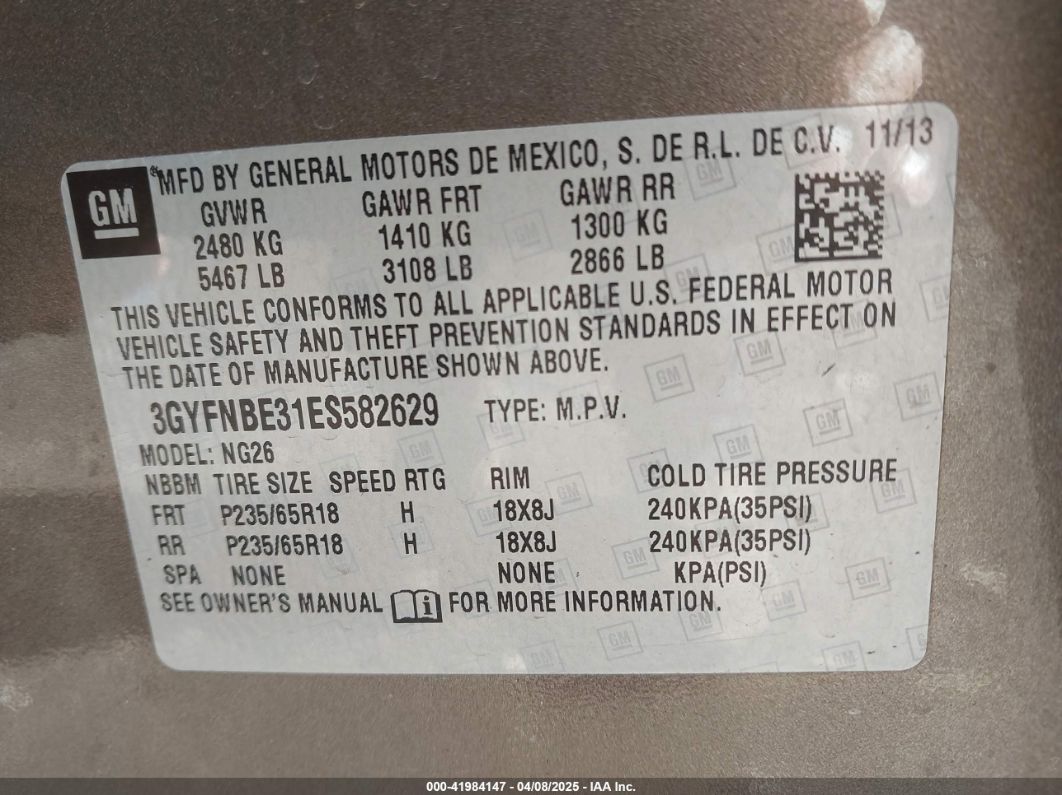 GM
MFD BY GENERAL MOTORS DE MEXICO, S. DE R.L. DE C.V. 11/13
GVWR GAWR FRT GAWR RR
2480 KG 1410 KG 1300 KG
5467 LB 3108 LB 2866 LB
THIS VEHICLE CONFORMS TO ALL APPLICABLE U.S. FEDERAL MOTOR
VEHICLE SAFETY AND THEFT PREVENTION STANDARDS IN EFFECT ON
THE DATE OF MANUFACTURE SHOWN ABOVE.
3GYFNBE31ES582629 TYPE: M.P.V.
MODEL: NG26
NBBM TIRE SIZE SPEED RTG RIM COLD TIRE PRESSURE
FRT P235/65R18 H 18X8J 240KPA(35PSI)
RR P235/65R18 H 18X8J 240KPA(35PSI)
SPA NONE NONE KPA(PSI)
SEE OWNER'S MANUAL FOR MORE INFORMATION.
000-41984147 - 04/08/2025 - IAA Inc.